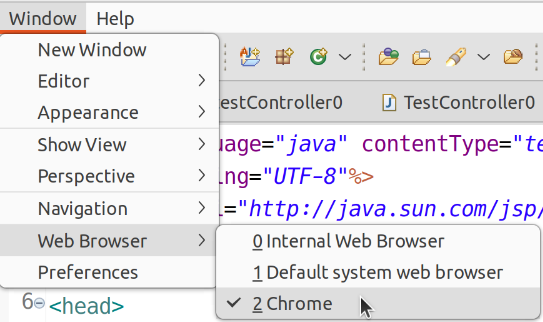 Window Help
New Window
Editor
Appearance
Show View
Perspective
Navigation
Web Browser
Preferences
estController0 TestController0
uage="java" contentType="te
ing="UTF-8"%>
="http://java.sun.com/jsp/
0 Internal Web Browser
1 Default system web browser
2 Chrome
6 <head>